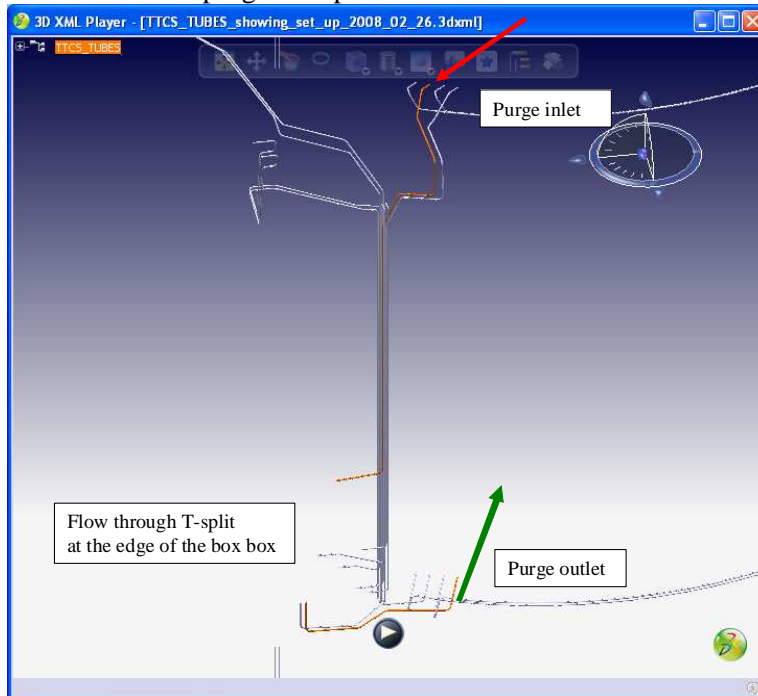 3D XML Player - [TTCS_TUBES_showing_set_up_2008_02_26.3dxml]
TTCS_TUBES
Purge inlet
Flow through T-split
at the edge of the box box
Purge outlet